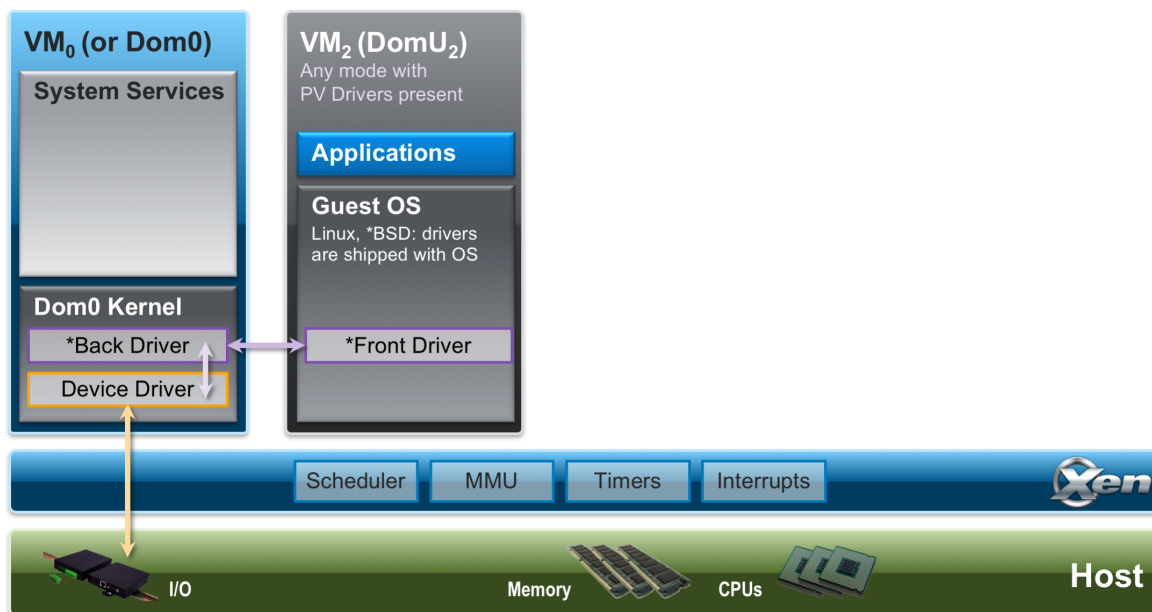 VM0 (or Dom0)
System Services
Dom0 Kernel
*Back Driver
Device Driver
VM2 (DomU2)
Any mode with
PV Drivers present
Applications
Guest OS
Linux, *BSD: drivers
are shipped with OS
*Front Driver
Scheduler
MMU
Timers
Interrupts
Xen
I/O
Memory
CPUs
Host